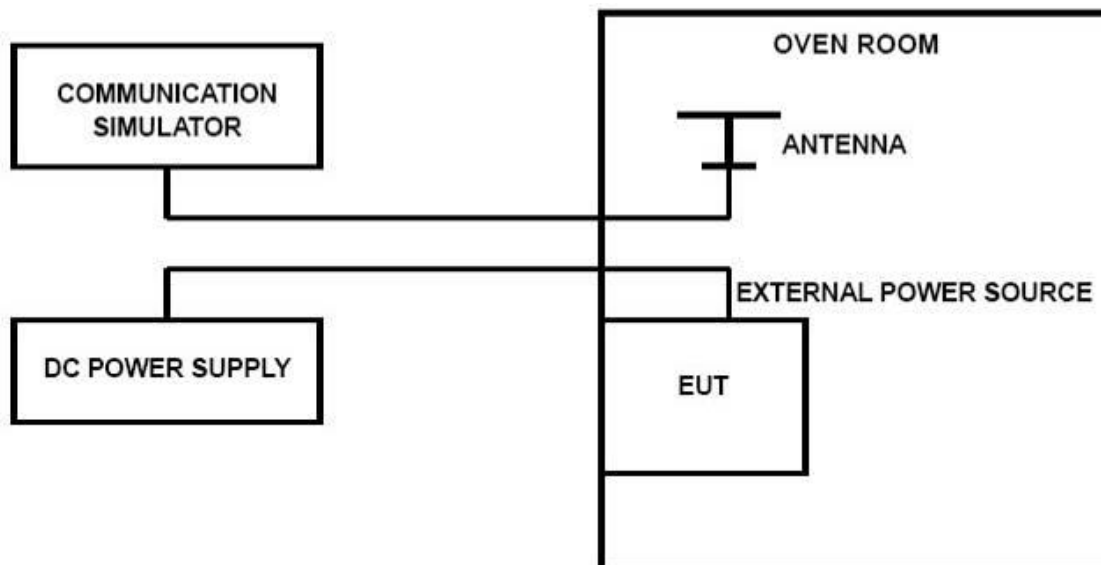 OVEN ROOM
COMMUNICATION
SIMULATOR
ANTENNA
EXTERNAL POWER SOURCE
DC POWER SUPPLY
EUT